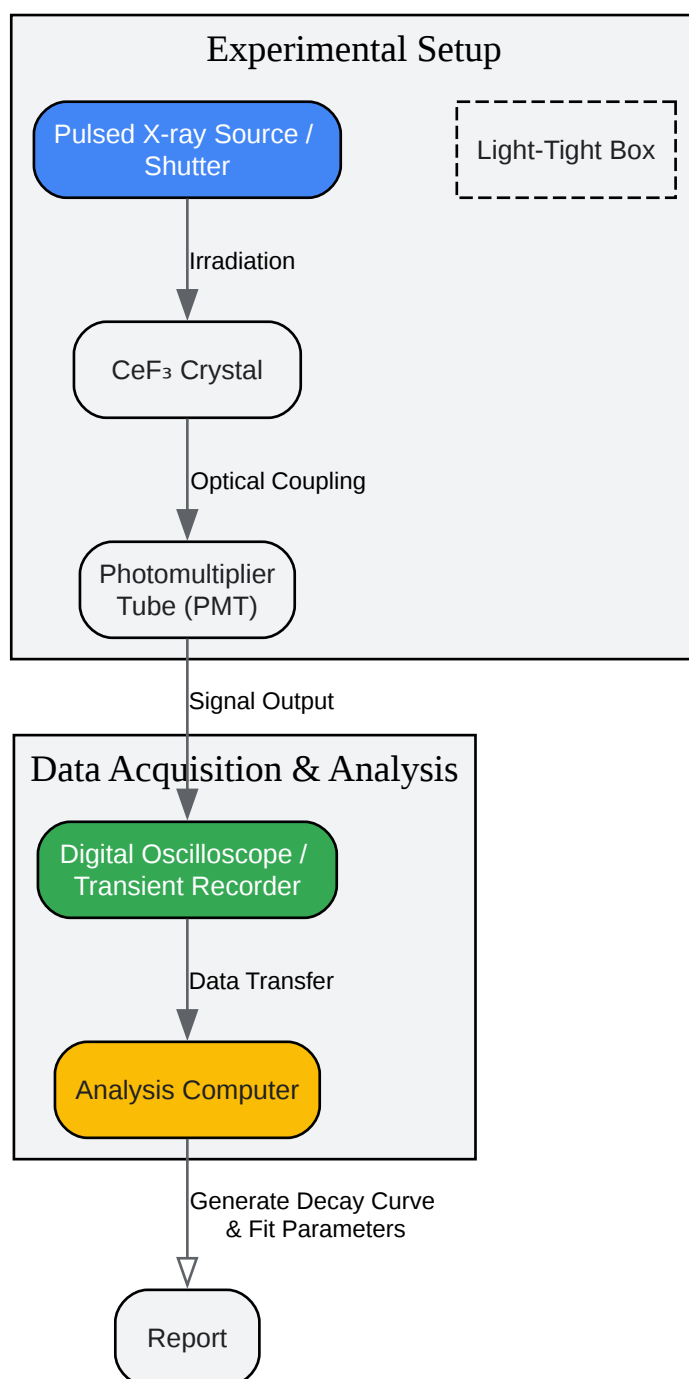 Experimental Setup
Pulsed X-ray Source /
Shutter
Light-Tight Box
Irradiation
CeF₃ Crystal
Optical Coupling
Photomultiplier
Tube (PMT)
Signal Output
Data Acquisition & Analysis
Digital Oscilloscope /
Transient Recorder
Data Transfer
Analysis Computer
Generate Decay Curve
& Fit Parameters
Report